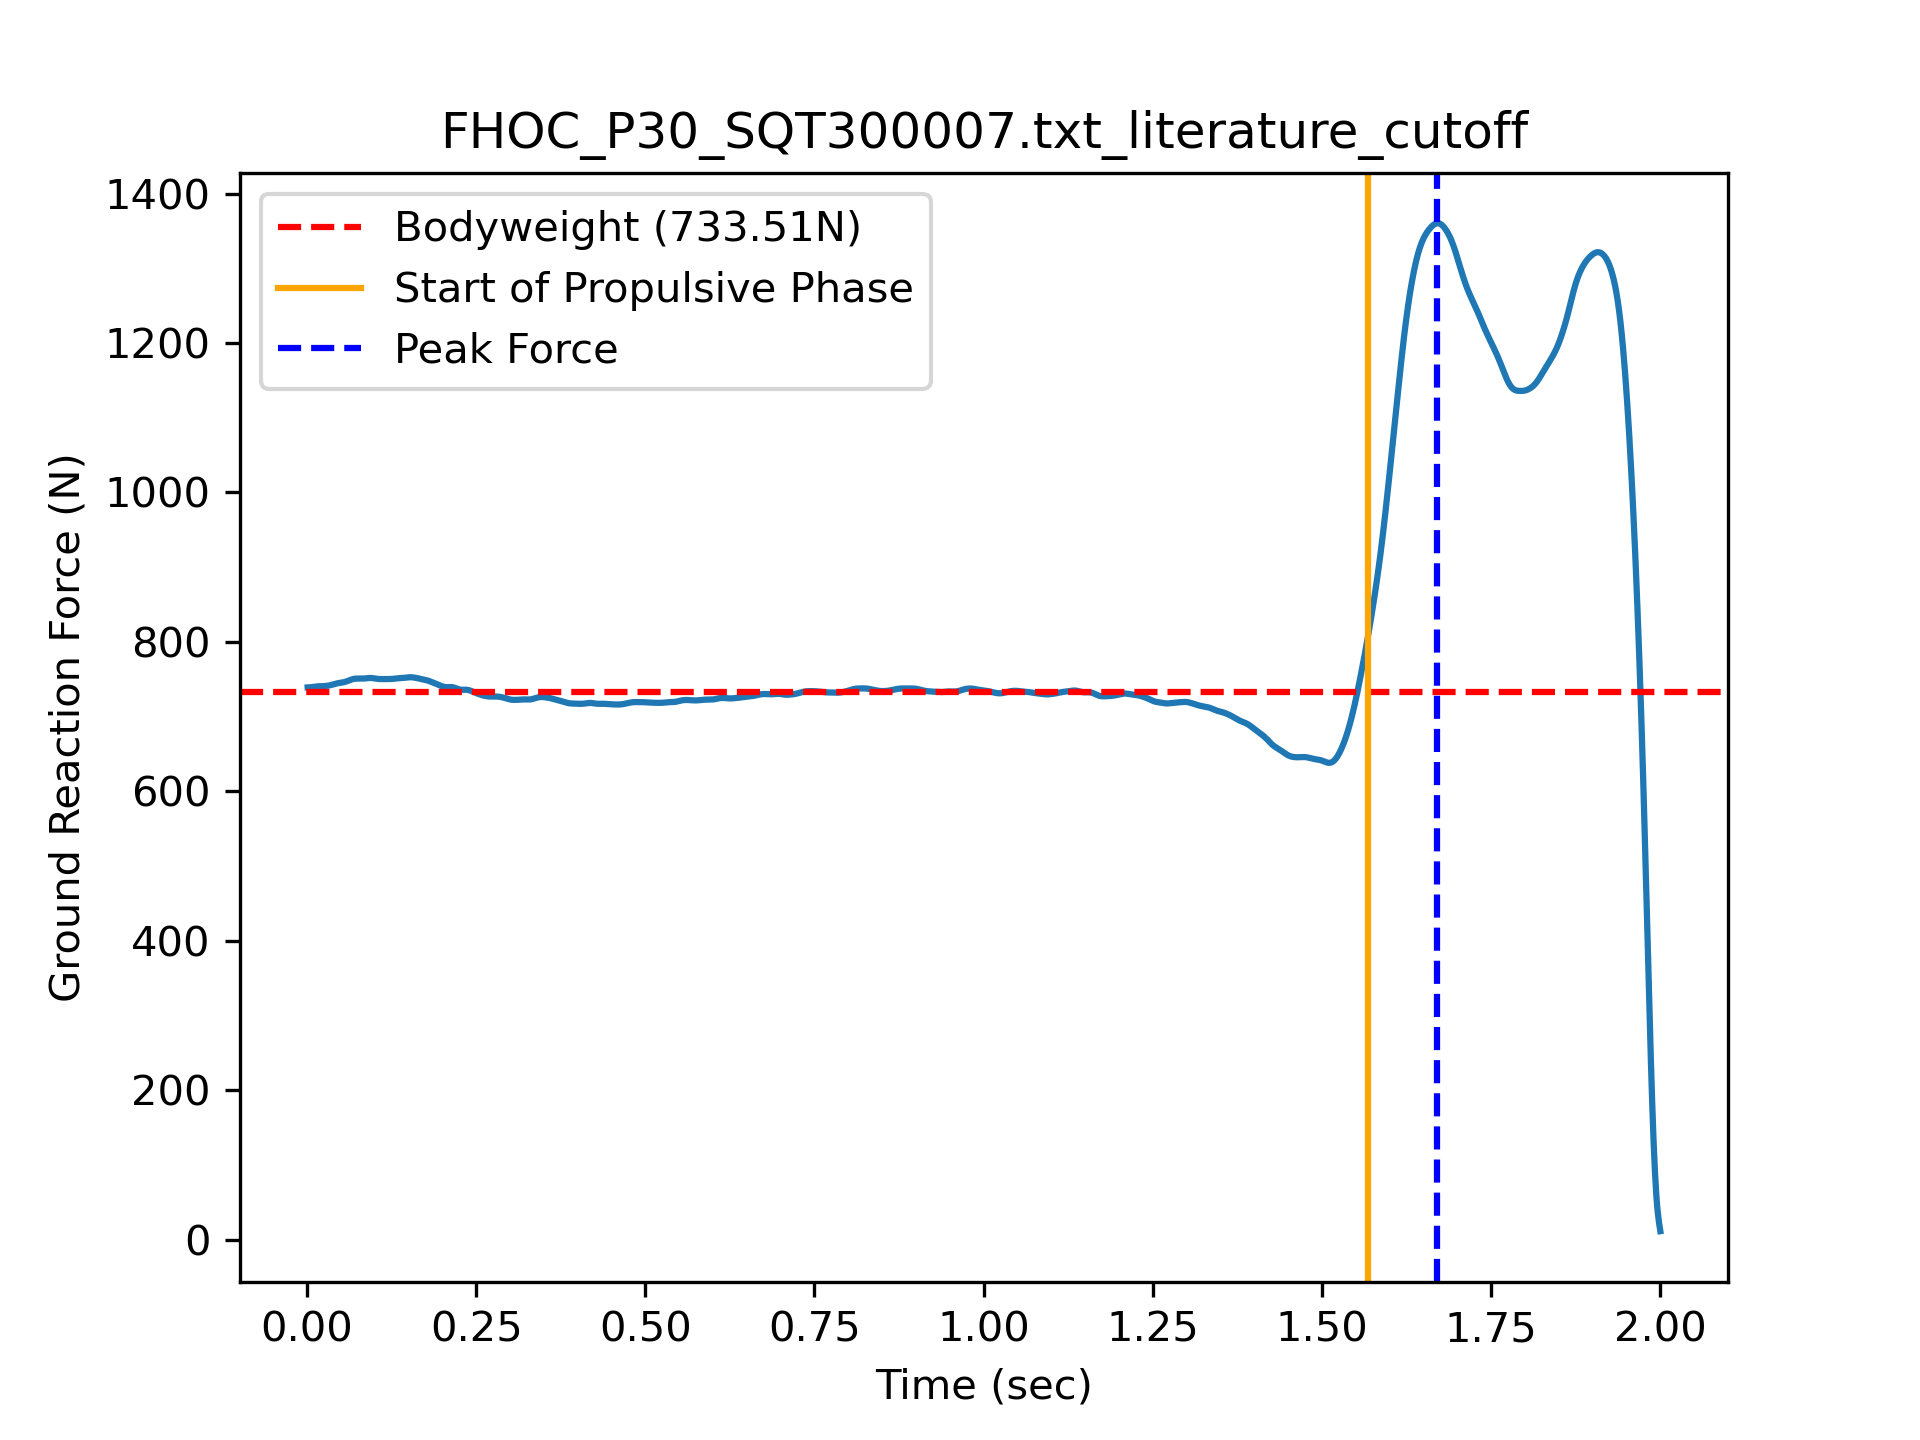 FHOC_P30_SQT300007.txt_literature_cutoff
1400
1200
1000
800
600
400
200
0
Ground Reaction Force (N)
Bodyweight (733.51N)
Start of Propulsive Phase
Peak Force
0.00 0.25 0.50 0.75 1.00 1.25 1.50 1.75 2.00
Time (sec)